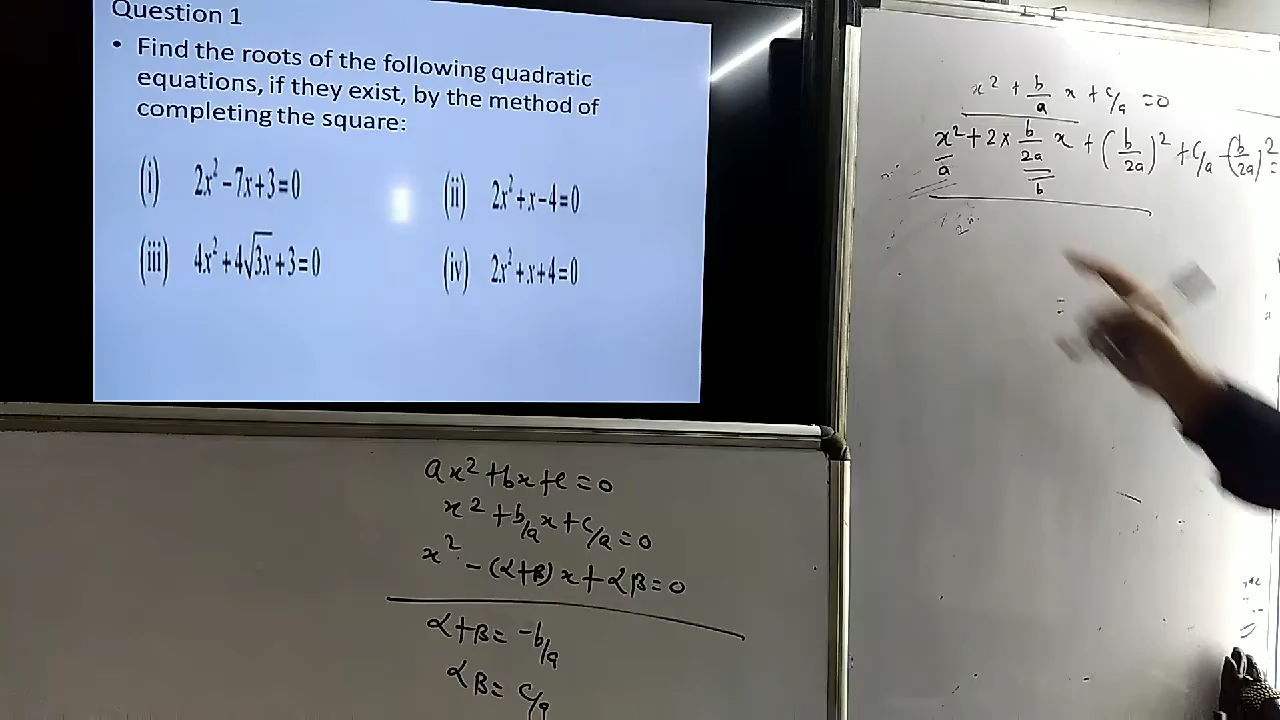 Question 1
• Find the roots of the following quadratic
equations, if they exist, by the method of
completing the square:
(i) 2x²-7x+3=0 (ii) 2x²+x-4=0
(iii) 4x²+4√3x+3=0 (iv) 2x²+x+4=0
ax²+bx+c=0
x²+b/a x+c/a=0
x²-(α+β)x+αβ=0
α+β=-b/a
αβ=c/a
x²+b/a x+c/a=0
x²+2×b/2a x+(b/2a)²+c/a-(b/2a)²=
a b